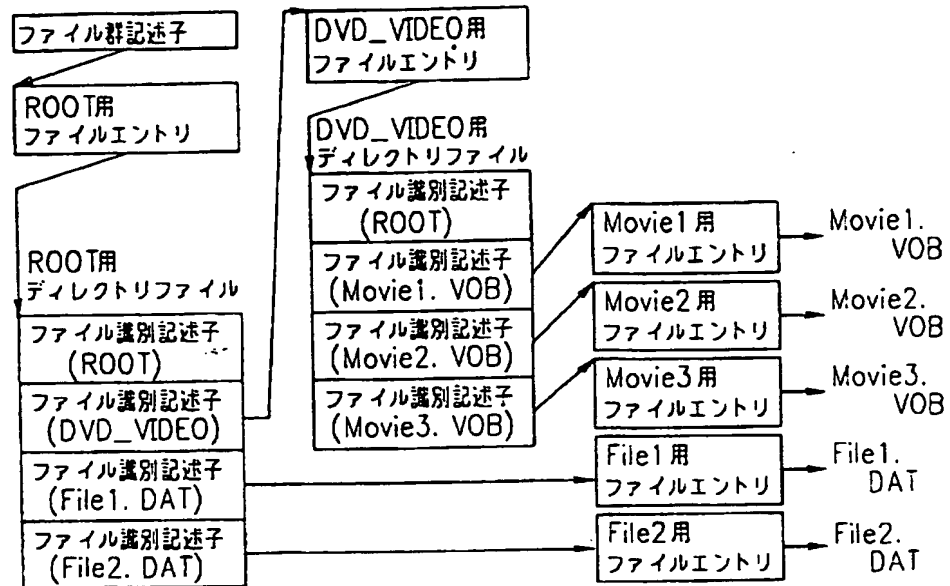 ファイル群記述子
ROOT用
ファイルエントリ
ROOT用
ディレクトリファイル
ファイル識別記述子
(ROOT)
ファイル識別記述子
(DVD_VIDEO)
ファイル識別記述子
(File1. DAT)
ファイル識別記述子
(File2. DAT)
DVD_VIDEO用
ファイルエントリ
DVD_VIDEO用
ディレクトリファイル
ファイル識別記述子
(ROOT)
ファイル識別記述子
(Movie1. VOB)
ファイル識別記述子
(Movie2. VOB)
ファイル識別記述子
(Movie3. VOB)
Movie1用
ファイルエントリ
Movie1.
VOB
Movie2用
ファイルエントリ
Movie2.
VOB
Movie3用
ファイルエントリ
Movie3.
VOB
File1用
ファイルエントリ
File1.
DAT
File2用
ファイルエントリ
File2.
DAT